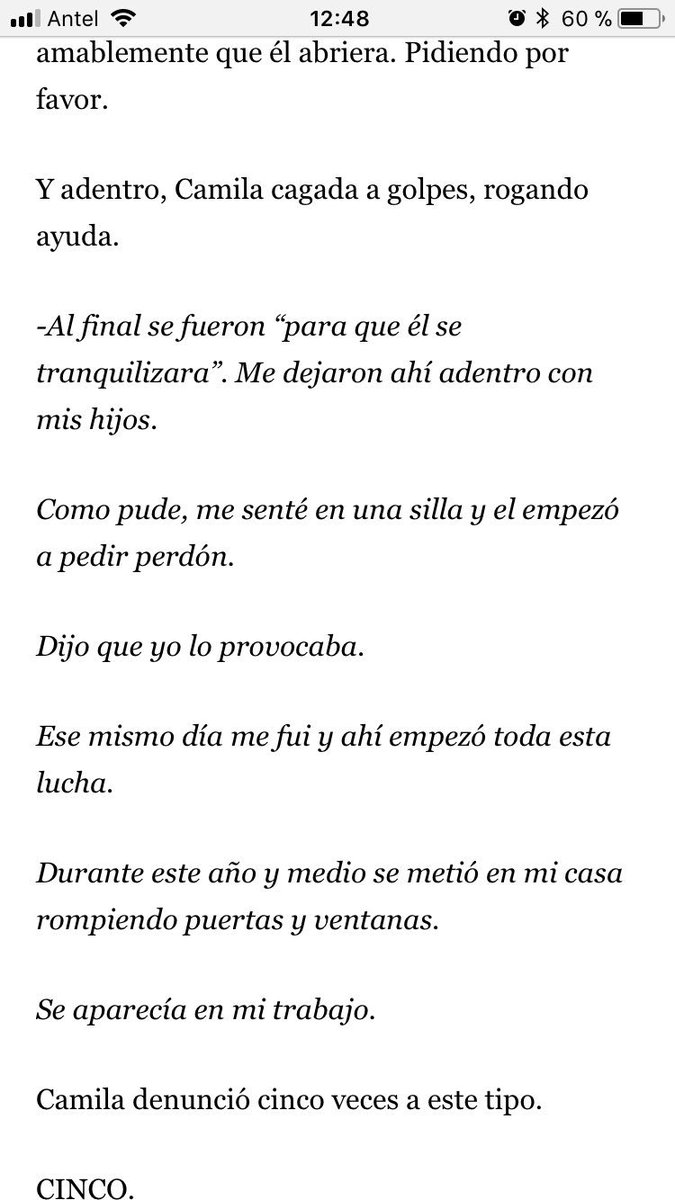 Antel 12:48 60 %
amablemente que él abriera. Pidiendo por
favor.
Y adentro, Camila cagada a golpes, rogando
ayuda.
-Al final se fueron “para que él se
tranquilizara”. Me dejaron ahí adentro con
mis hijos.
Como pude, me senté en una silla y el empezó
a pedir perdón.
Dijo que yo lo provocaba.
Ese mismo día me fui y ahí empezó toda esta
lucha.
Durante este año y medio se metió en mi casa
rompiendo puertas y ventanas.
Se aparecía en mi trabajo.
Camila denunció cinco veces a este tipo.
CINCO.